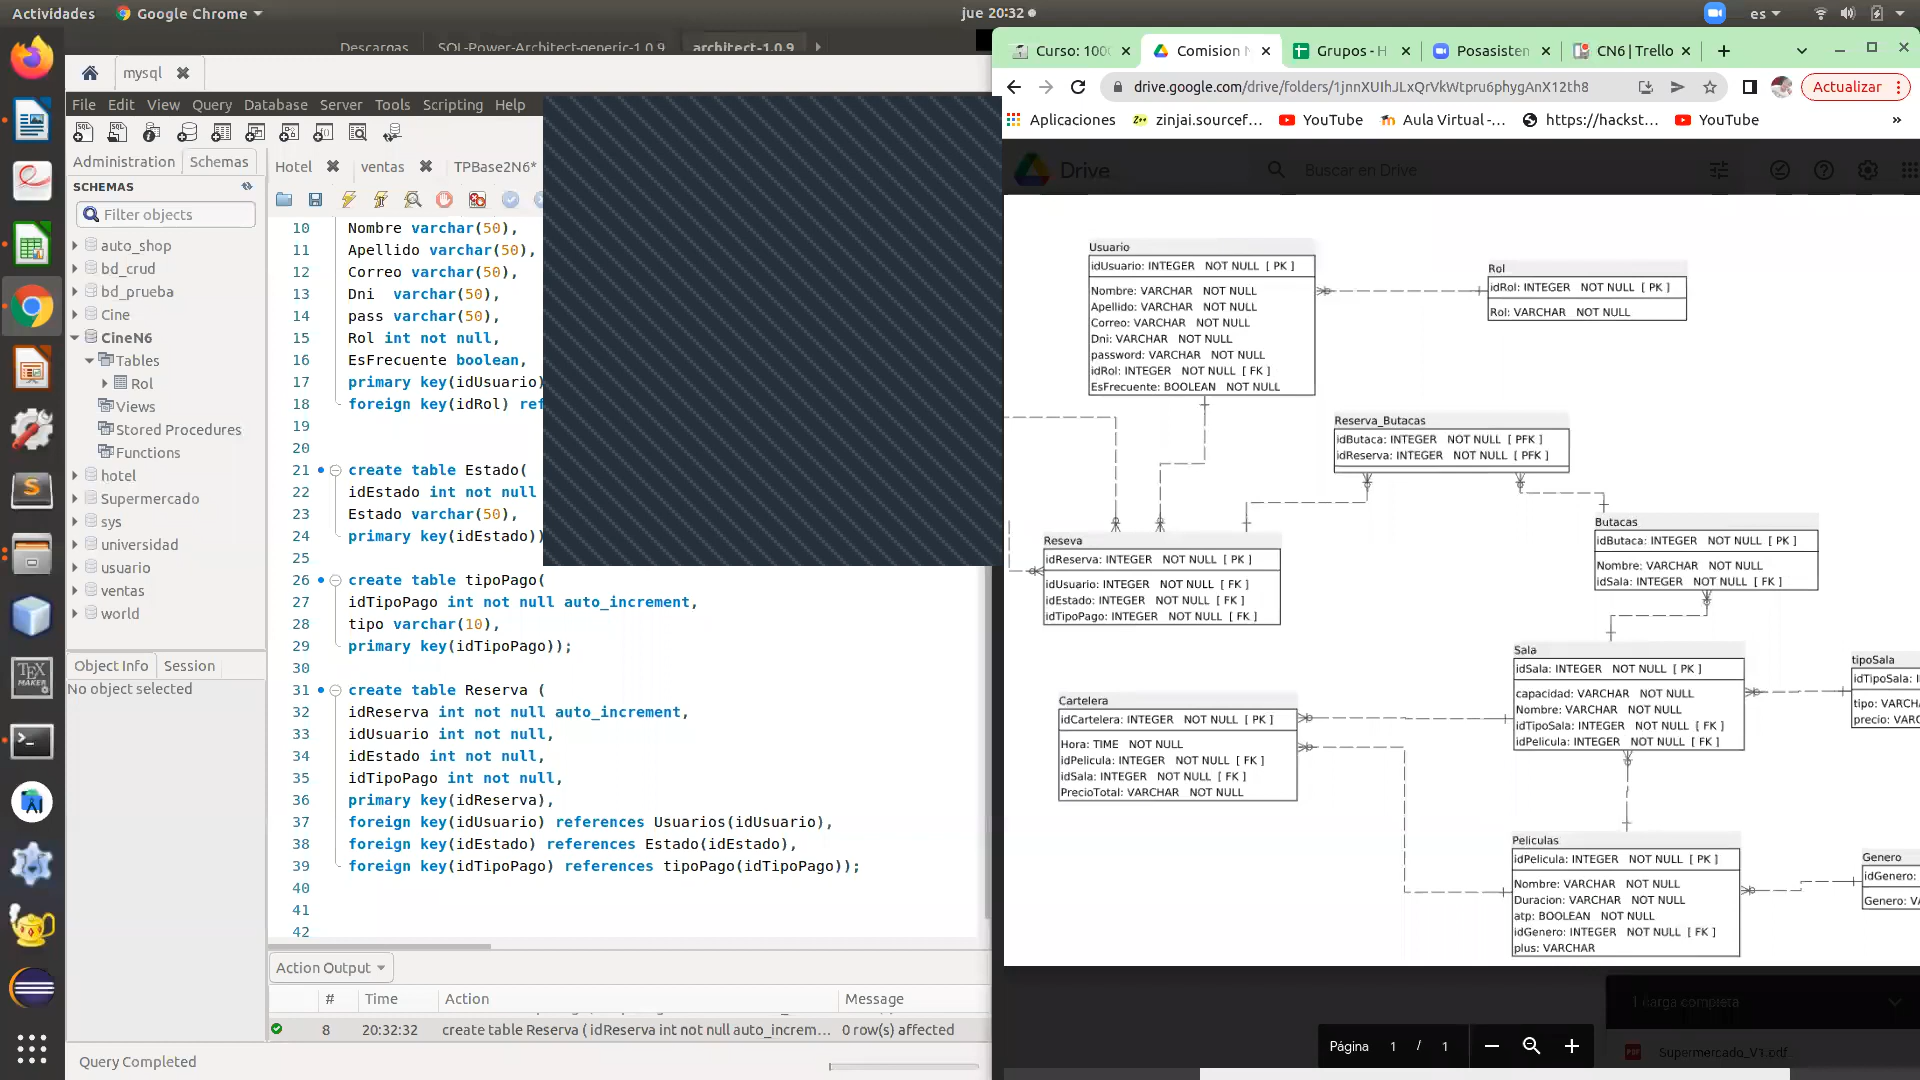 Actividades
Google Chrome
jue 20:32
es
Descargas
SQL-Power-Architect-generic-1.0.9
architect-1.0.9
mysql
File Edit View Query Database Server Tools Scripting Help
Administration
Schemas
SCHEMAS
Filter objects
auto_shop
bd_crud
bd_prueba
Cine
CineN6
Tables
Rol
Views
Stored Procedures
Functions
hotel
Supermercado
sys
universidad
usuario
ventas
world
Object Info
Session
No object selected
Hotel
ventas
TPBase2N6*
10 Nombre varchar(50),
11 Apellido varchar(50),
12 Correo varchar(50),
13 Dni varchar(50),
14 pass varchar(50),
15 Rol int not null,
16 EsFrecuente boolean,
17 primary key(idUsuario)
18 foreign key(idRol) ref
19
20
21 create table Estado(
22 idEstado int not null
23 Estado varchar(50),
24 primary key(idEstado))
25
26 create table tipoPago(
27 idTipoPago int not null auto_increment,
28 tipo varchar(10),
29 primary key(idTipoPago));
30
31 create table Reserva (
32 idReserva int not null auto_increment,
33 idUsuario int not null,
34 idEstado int not null,
35 idTipoPago int not null,
36 primary key(idReserva),
37 foreign key(idUsuario) references Usuarios(idUsuario),
38 foreign key(idEstado) references Estado(idEstado),
39 foreign key(idTipoPago) references tipoPago(idTipoPago));
40
41
42
Action Output
# Time Action Message
8 20:32:32 create table Reserva ( idReserva int not null auto_increm... 0 row(s) affected
Query Completed
Curso: 100
Comision
Grupos - H
Posasisten
CN6 | Trello
drive.google.com/drive/folders/1jnnXUIhJLxQrVkWtpru6phygAnX12th8
Actualizar
Aplicaciones
zinjai.sourcef...
YouTube
Aula Virtual -...
https://hackst...
YouTube
»
Drive
Buscar en Drive
Usuario
idUsuario: INTEGER NOT NULL [ PK ]
Nombre: VARCHAR NOT NULL
Apellido: VARCHAR NOT NULL
Correo: VARCHAR NOT NULL
Dni: VARCHAR NOT NULL
password: VARCHAR NOT NULL
idRol: INTEGER NOT NULL [ FK ]
EsFrecuente: BOOLEAN NOT NULL
Rol
idRol: INTEGER NOT NULL [ PK ]
Rol: VARCHAR NOT NULL
Reserva_Butacas
idButaca: INTEGER NOT NULL [ PFK ]
idReserva: INTEGER NOT NULL [ PFK ]
Reseva
idReserva: INTEGER NOT NULL [ PK ]
idUsuario: INTEGER NOT NULL [ FK ]
idEstado: INTEGER NOT NULL [ FK ]
idTipoPago: INTEGER NOT NULL [ FK ]
Butacas
idButaca: INTEGER NOT NULL [ PK ]
Nombre: VARCHAR NOT NULL
idSala: INTEGER NOT NULL [ FK ]
Sala
idSala: INTEGER NOT NULL [ PK ]
capacidad: VARCHAR NOT NULL
Nombre: VARCHAR NOT NULL
idTipoSala: INTEGER NOT NULL [ FK ]
idPelicula: INTEGER NOT NULL [ FK ]
tipoSala
idTipoSala:
tipo: VARCH
precio: VARC
Cartelera
idCartelera: INTEGER NOT NULL [ PK ]
Hora: TIME NOT NULL
idPelicula: INTEGER NOT NULL [ FK ]
idSala: INTEGER NOT NULL [ FK ]
PrecioTotal: VARCHAR NOT NULL
Peliculas
idPelicula: INTEGER NOT NULL [ PK ]
Nombre: VARCHAR NOT NULL
Duracion: VARCHAR NOT NULL
atp: BOOLEAN NOT NULL
idGenero: INTEGER NOT NULL [ FK ]
plus: VARCHAR
Genero
idGenero:
Genero: VA
carga completa
Supermercado_V1.pdf
Página 1 / 1